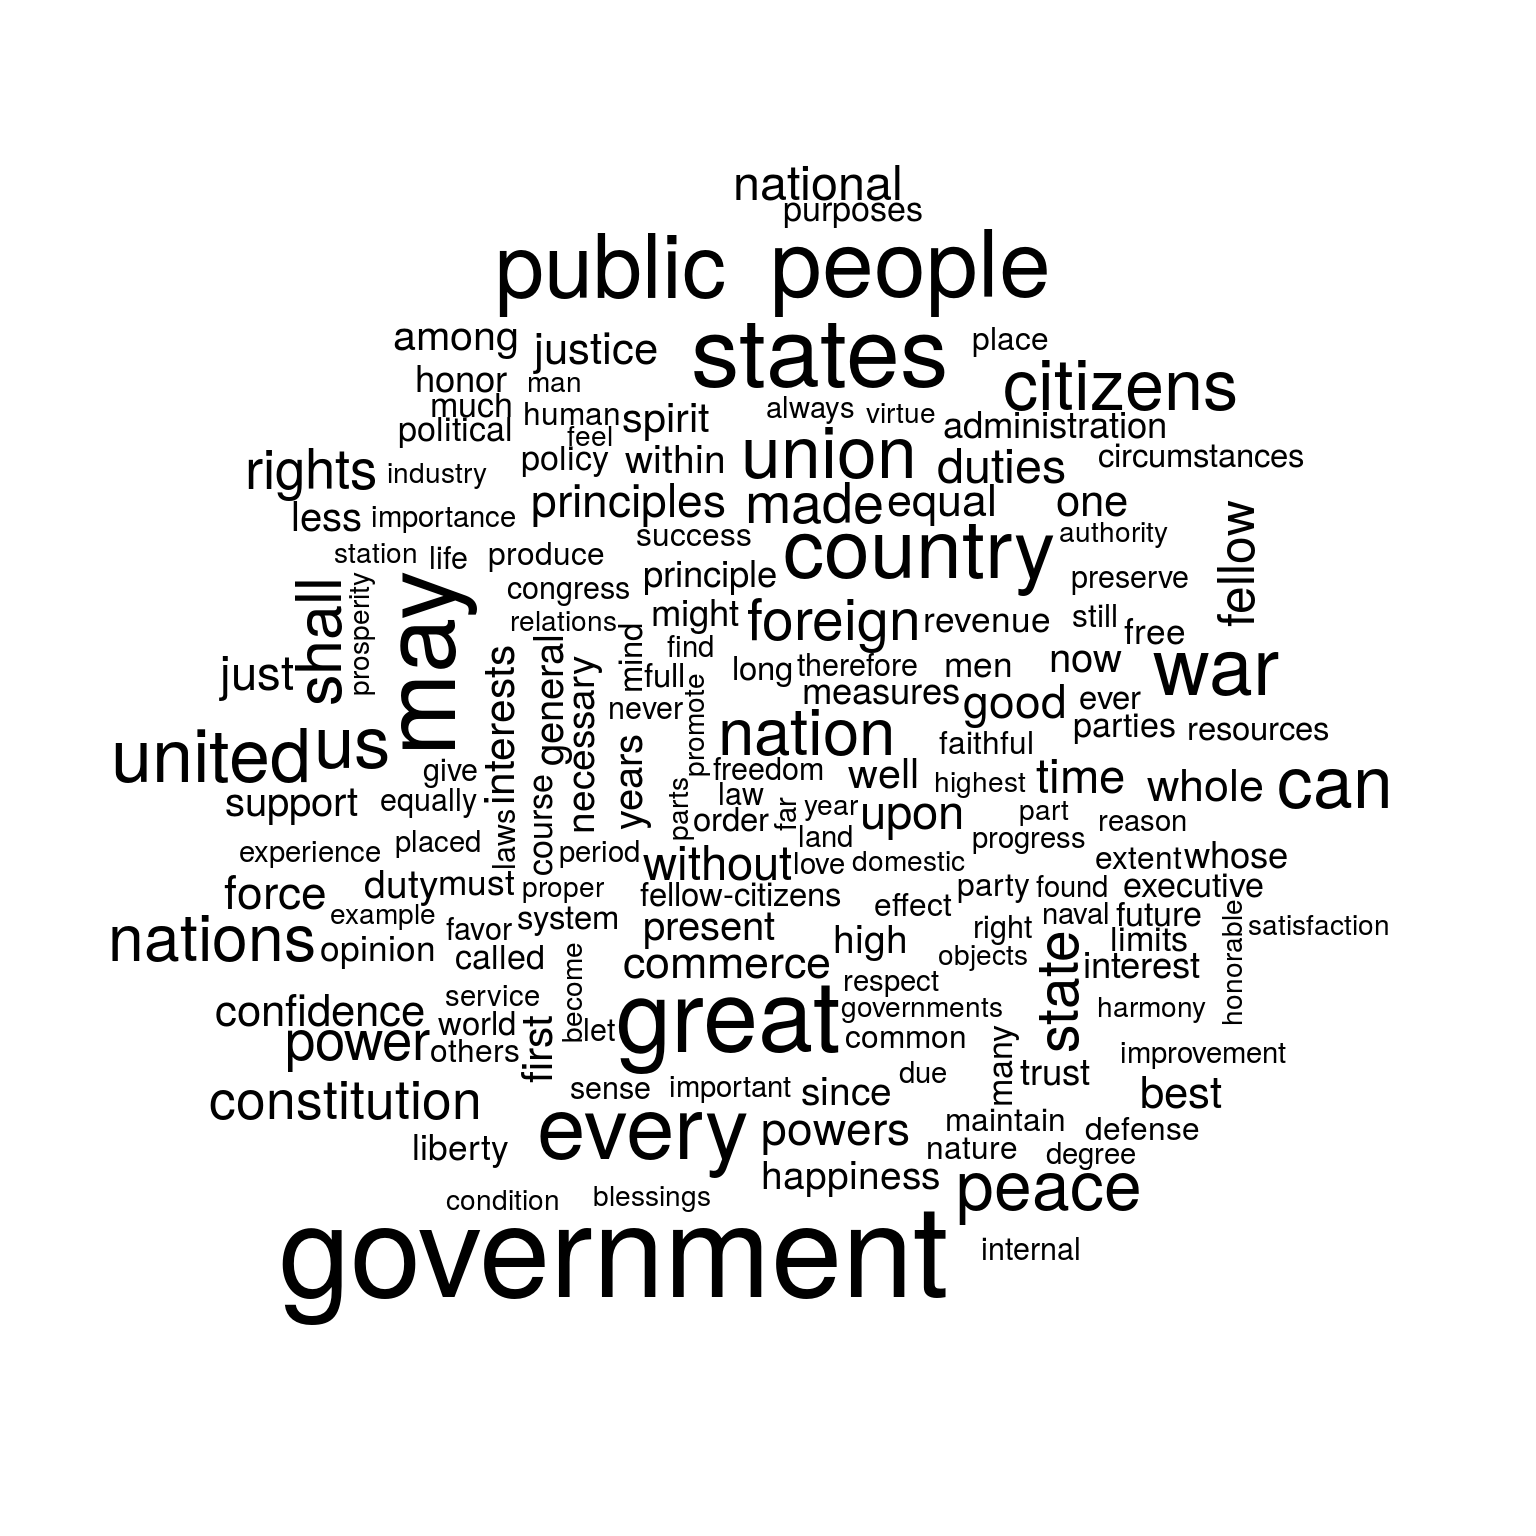 national
purposes
public people
among justice states place
honor man citizens
much human spirit always virtue
political feel union administration
rights industry policy within duties circumstances
less importance principles made equal one fellow
station life produce success country authority
shall prosperity may congress principle preserve
relations might foreign revenue still free
just interests general necessary mind find
full long therefore men now war
never promote measures good ever
united us nation faithful parties resources
give years freedom well highest time whole can
support equally laws course parts law far year upon part reason
order land progress
experience placed period without love domestic extent whose
force duty must proper fellow-citizens effect party found executive
nations example favor system present high right naval future honorable satisfaction
opinion called become commerce objects state limits interest
confidence service great respect governments harmony
power world others first let common many improvement
constitution sense important since due trust best
liberty every powers maintain defense
nature degree
condition blessings happiness peace
government internal